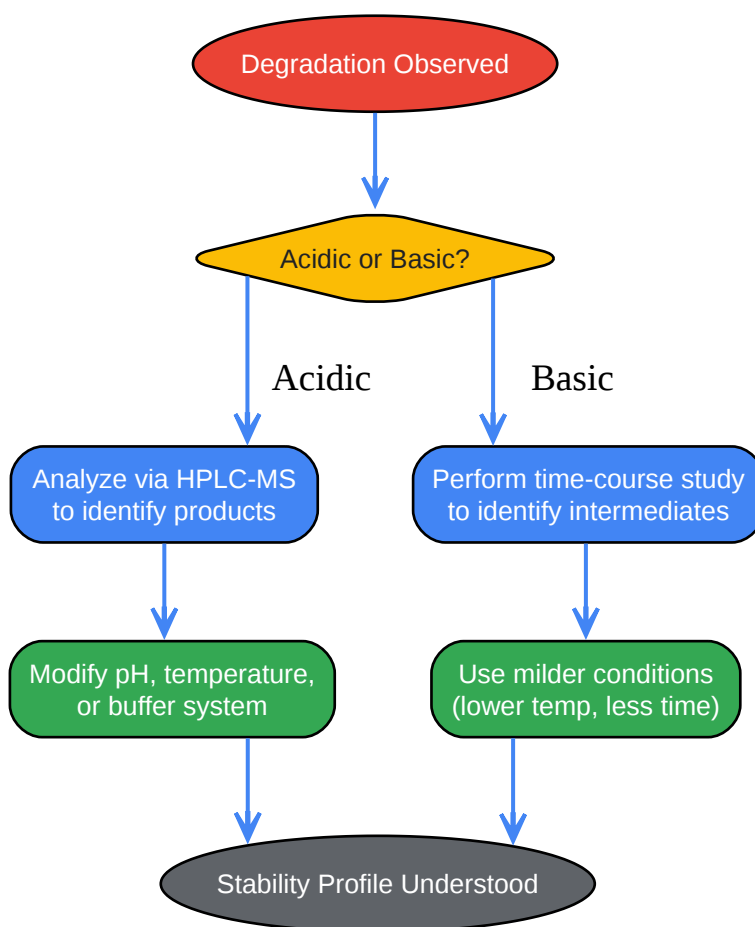 Degradation Observed
Acidic or Basic?
Acidic
Basic
Analyze via HPLC-MS
to identify products
Perform time-course study
to identify intermediates
Modify pH, temperature,
or buffer system
Use milder conditions
(lower temp, less time)
Stability Profile Understood